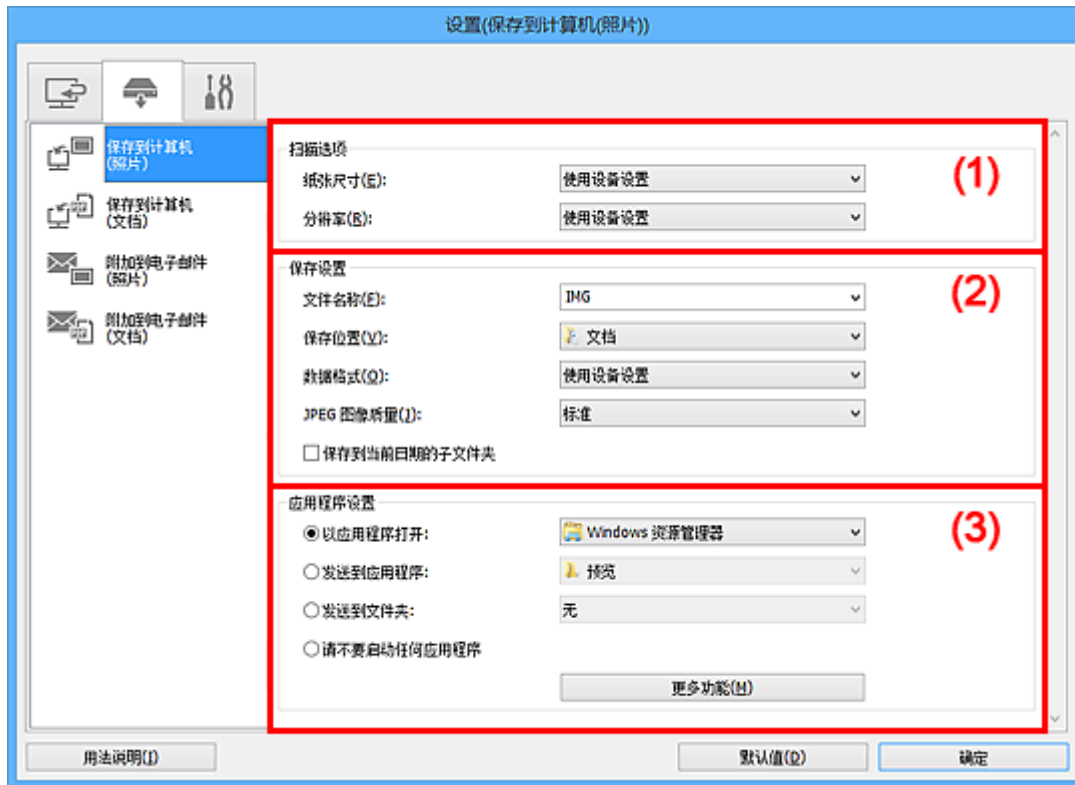 设置(保存到计算机(照片))
保存到计算机
(照片)
保存到计算机
(文档)
附加到电子邮件
(照片)
附加到电子邮件
(文档)
扫描选项
(1)
纸张尺寸(E): 使用设备设置
分辨率(R): 使用设备设置
保存设置
(2)
文件名称(F): IMG
保存位置(V): 文档
数据格式(O): 使用设备设置
JPEG 图像质量(J): 标准
保存到当前日期的子文件夹
应用程序设置
(3)
以应用程序打开: Windows 资源管理器
发送到应用程序: 预览
发送到文件夹: 无
请不要启动任何应用程序
更多功能(M)
用法说明(I) 默认值(D) 确定